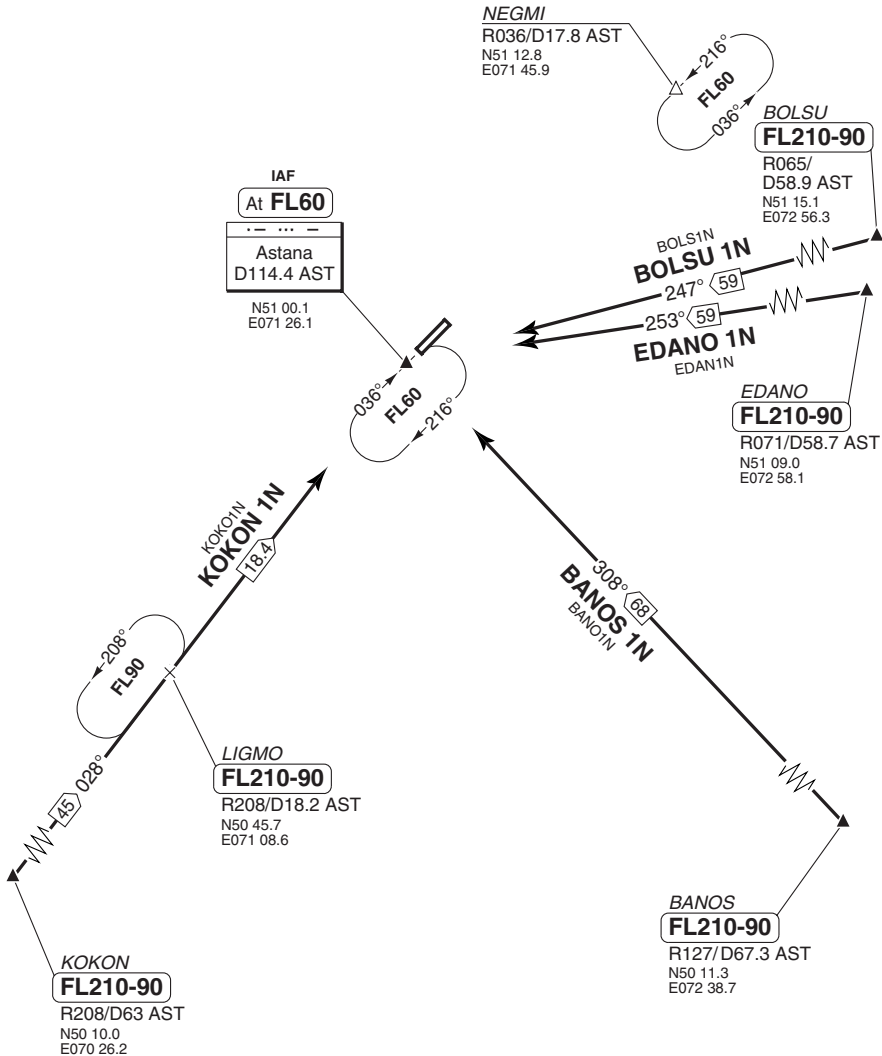 NEGMI
R036/D17.8 AST
N51 12.8
E071 45.9
216°
FL60
036°
BOLSU
FL210-90
R065/
D58.9 AST
N51 15.1
E072 56.3
IAF
At FL60
Astana
D114.4 AST
N51 00.1
E071 26.1
BOLS1N
BOLSU 1N
247° 59
253° 59
EDANO 1N
EDAN1N
EDANO
FL210-90
R071/D58.7 AST
N51 09.0
E072 58.1
036°
FL60
216°
KOKO1N
KOKON 1N
18.4
308° 68
BANOS 1N
BANO1N
208°
FL90
45 028°
LIGMO
FL210-90
R208/D18.2 AST
N50 45.7
E071 08.6
BANOS
FL210-90
R127/D67.3 AST
N50 11.3
E072 38.7
KOKON
FL210-90
R208/D63 AST
N50 10.0
E070 26.2